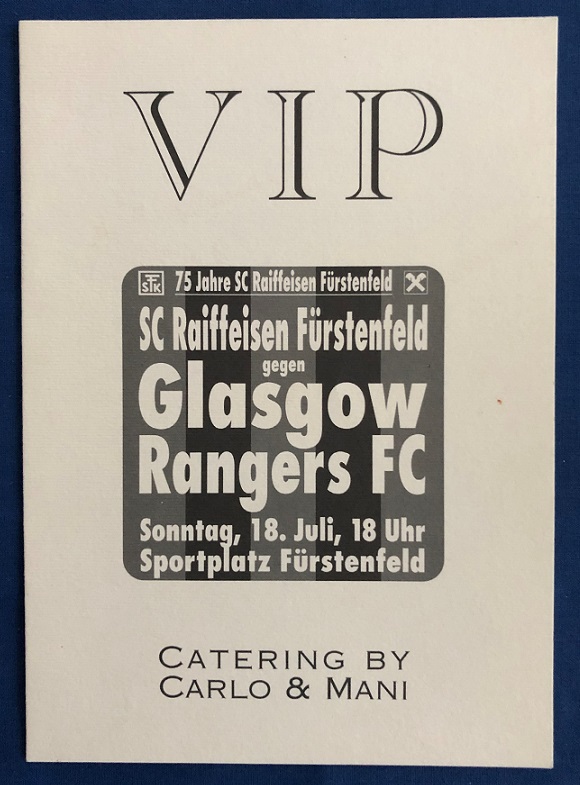 VIP
FSK 75 Jahre SC Raiffeisen Fürstenfeld
SC Raiffeisen Fürstenfeld
gegen
Glasgow
Rangers FC
Sonntag, 18. Juli, 18 Uhr
Sportplatz Fürstenfeld
CATERING BY
CARLO & MANI